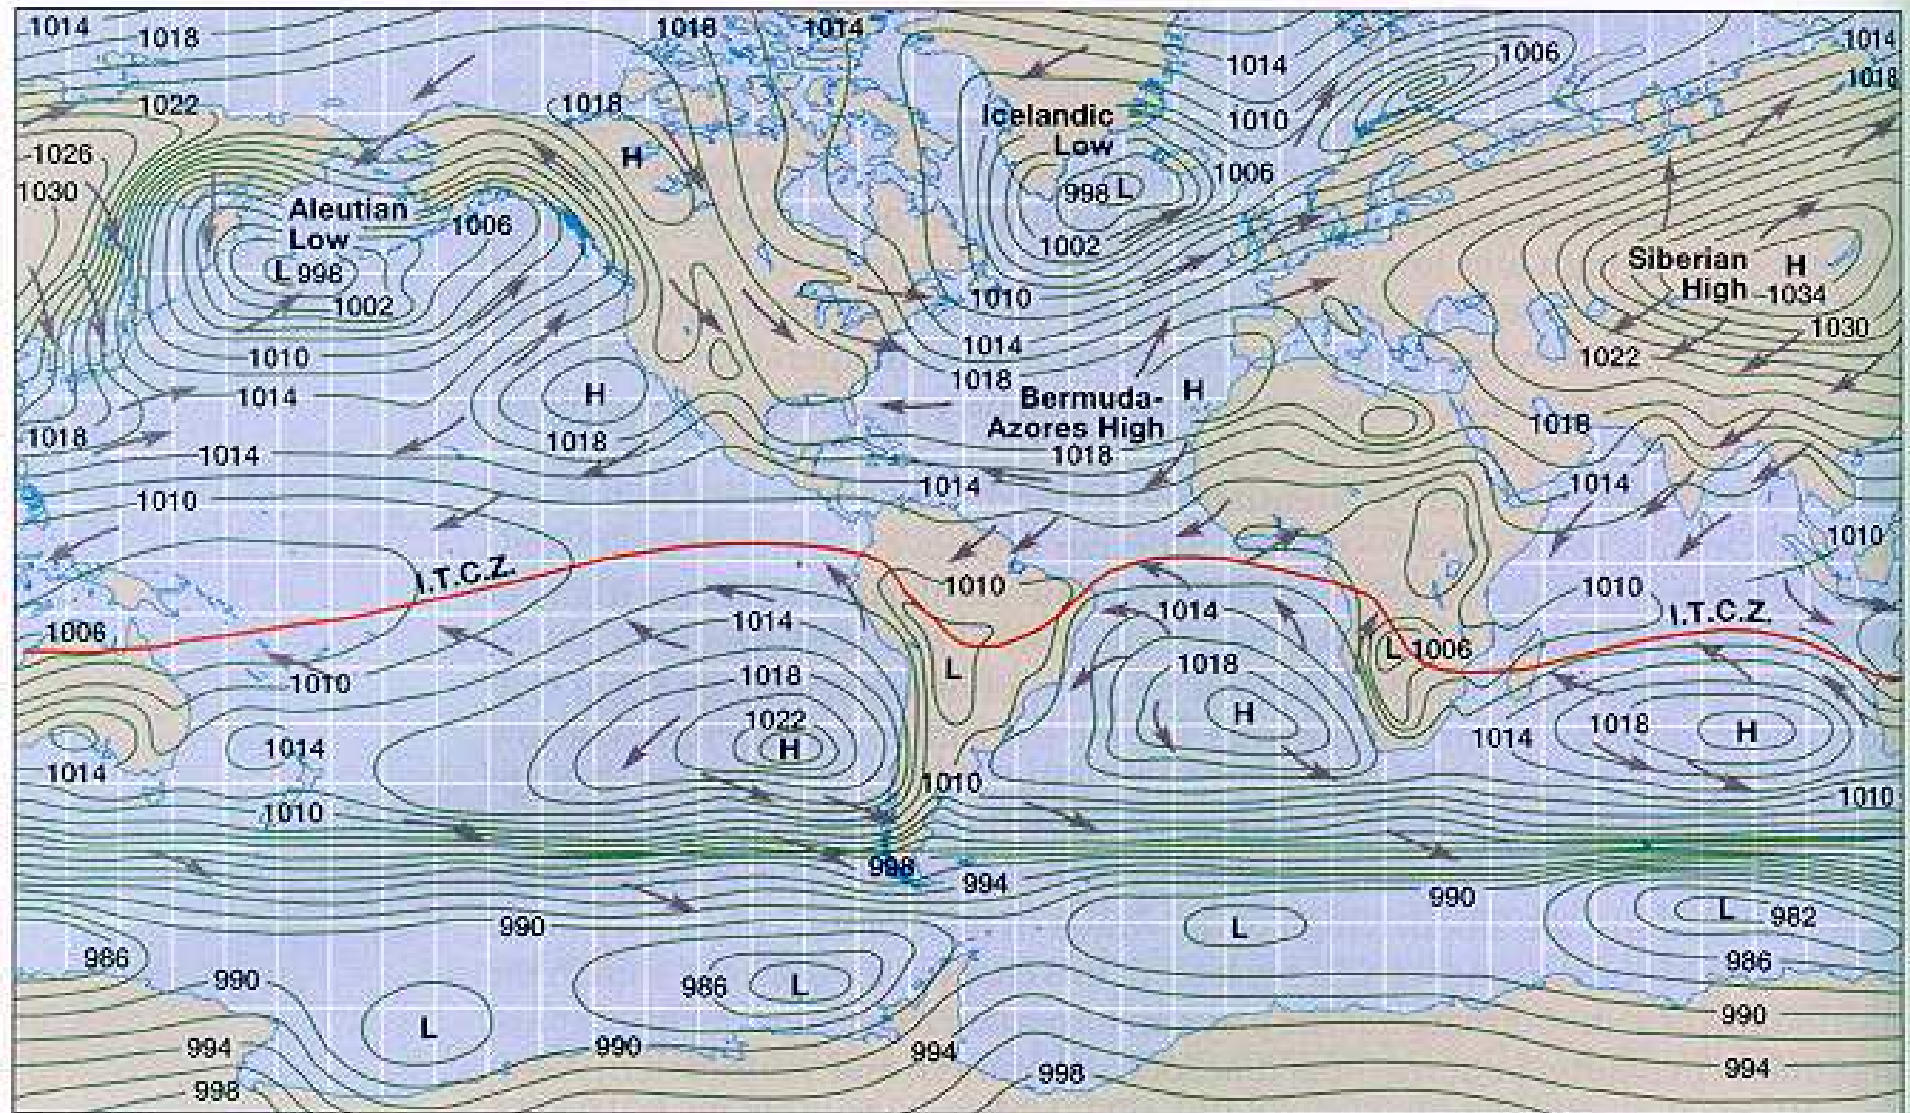 1014
1018
1018
1014
1006
1014
1014
1018
1022
1018
1010
Icelandic
Low
H
1026
1030
998 L
1006
Aleutian
Low
1006
L 998
1002
1002
Siberian
High
H
1034
1010
1030
1010
1014
1022
1014
1018
H
H
Bermuda-
Azores High
1018
1018
1018
1018
1014
1014
1014
1010
1010
I.T.C.Z.
1010
1010
1014
1014
I.T.C.Z.
1006
L 1006
L
1018
1018
1010
1022
H
H
1018
H
1014
1014
1014
1010
1010
1010
998
994
990
990
L
L 982
986
986
990
986
L
L
990
994
990
994
998
994
998